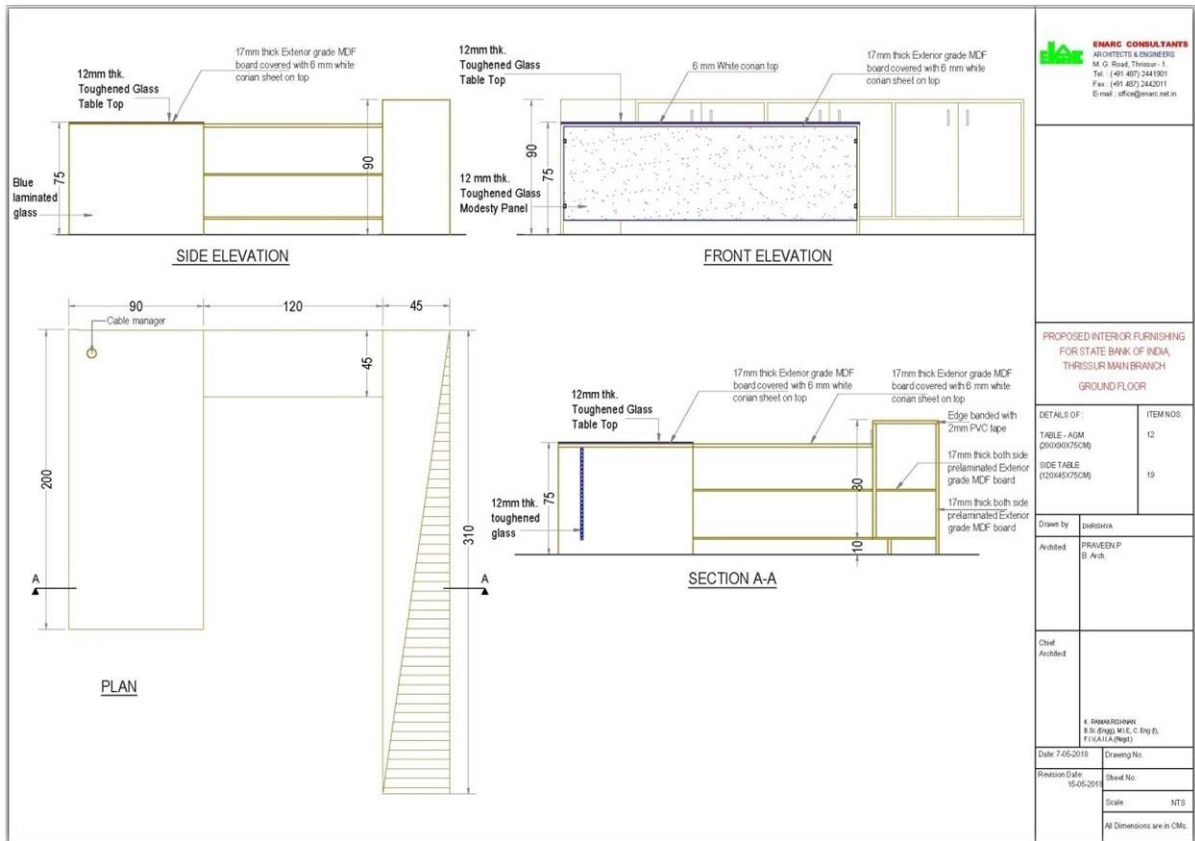 12mm thk.
Toughened Glass
Table Top
17mm thick Exterior grade MDF
board covered with 6 mm white
corian sheet on top
Blue
laminated
glass
75
90
SIDE ELEVATION
12mm thk.
Toughened Glass
Table Top
6 mm White corian top
17mm thick Exterior grade MDF
board covered with 6 mm white
corian sheet on top
90
75
12 mm thk.
Toughened Glass
Modesty Panel
FRONT ELEVATION
90
120
45
Cable manager
45
200
310
A
A
PLAN
12mm thk.
Toughened Glass
Table Top
17mm thick Exterior grade MDF
board covered with 6 mm white
corian sheet on top
17mm thick Exterior grade MDF
board covered with 6 mm white
corian sheet on top
Edge banded with
2mm PVC tape
17mm thick both side
prelaminated Exterior
grade MDF board
17mm thick both side
prelaminated Exterior
grade MDF board
12mm thk.
toughened
glass
75
80
10
SECTION A-A
ENARC CONSULTANTS
ARCHITECTS & ENGINEERS
M. G. Road, Thrissur - 1.
Tel. : (+91 487) 2441901
Fax : (+91 487) 2442011
E-mail : office@enarc.net.in
PROPOSED INTERIOR FURNISHING
FOR STATE BANK OF INDIA,
THRISSUR MAIN BRANCH
GROUND FLOOR
DETAILS OF :
ITEM NOS.
TABLE - AGM
(200X90X75CM)
12
SIDE TABLE
(120X45X75CM)
19
Drawn by
DHRISHYA
Architect
PRAVEEN.P
B. Arch.
Chief
Architect
K. RAMAKRISHNAN
Date: 7-05-2018
Drawing No.
Revision Date:
15-05-2018
Sheet No:
Scale
NTS
All Dimensions are in CMs.